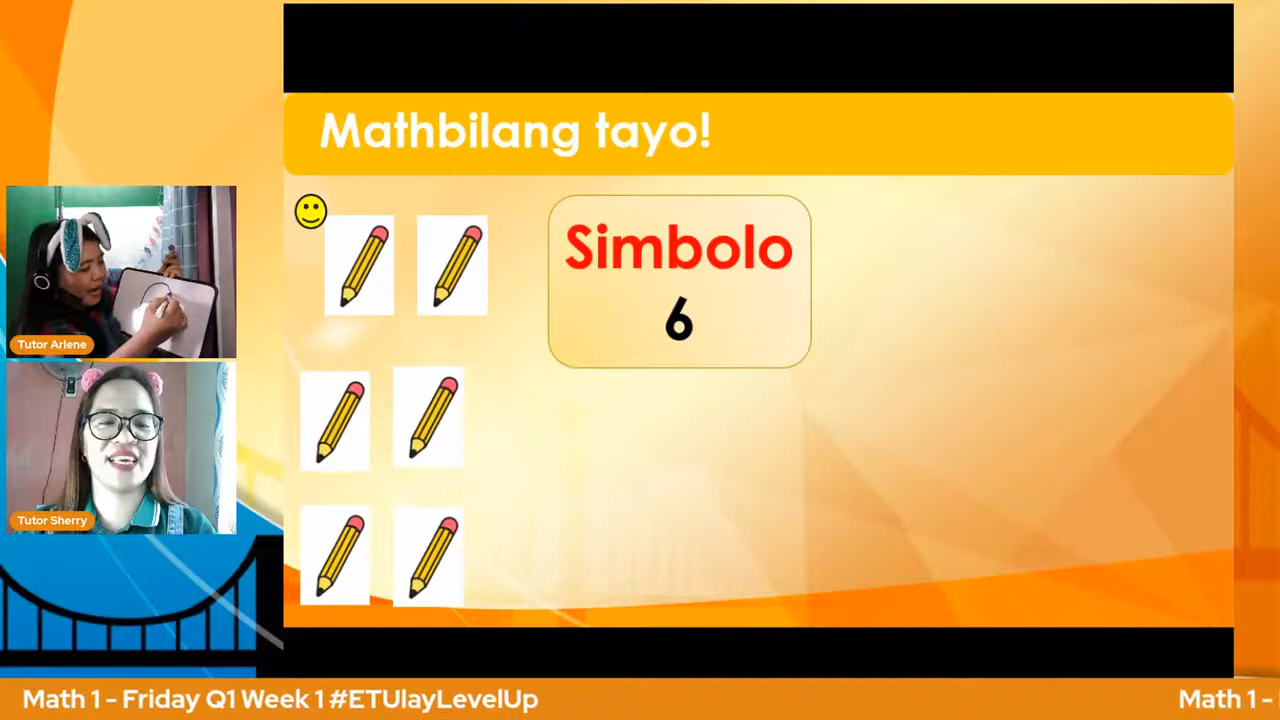 Mathbilang tayo!
Simbolo
6
Tutor Arlene
Tutor Sherry
Math 1 - Friday Q1 Week 1 #ETUlayLevelUp
Math 1 -